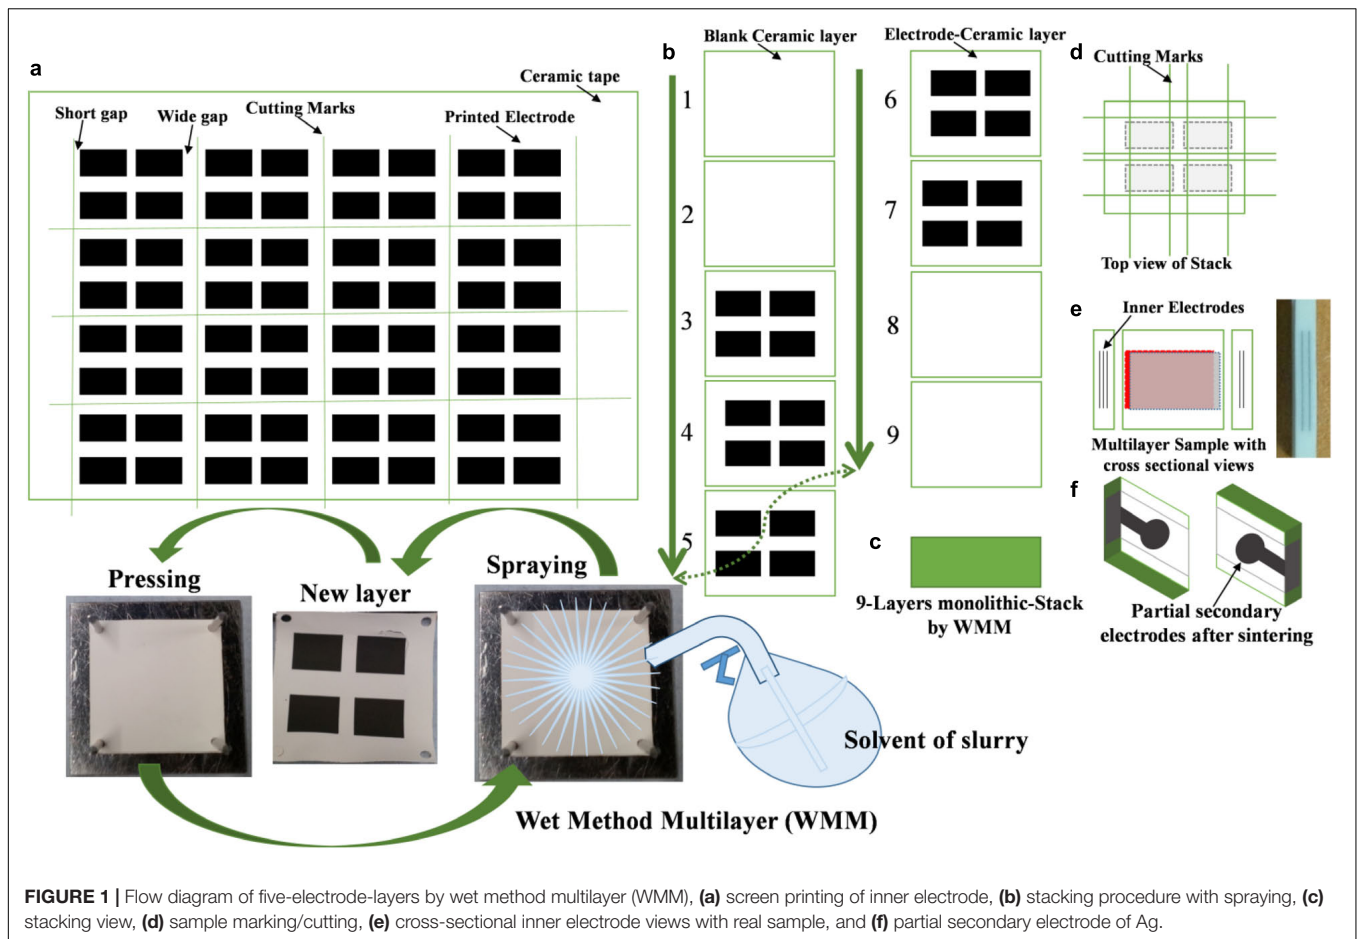 a
Ceramic tape
Short gap
Wide gap
Cutting Marks
Printed Electrode
b
Blank Ceramic layer
Electrode-Ceramic layer
1
2
3
4
5
6
7
8
9
c
9-Layers monolithic-Stack
by WMM
d
Cutting Marks
Top view of Stack
e
Inner Electrodes
Multilayer Sample with
cross sectional views
f
Partial secondary
electrodes after sintering
Pressing
New layer
Spraying
Solvent of slurry
Wet Method Multilayer (WMM)
FIGURE 1 | Flow diagram of five-electrode-layers by wet method multilayer (WMM), (a) screen printing of inner electrode, (b) stacking procedure with spraying, (c)
stacking view, (d) sample marking/cutting, (e) cross-sectional inner electrode views with real sample, and (f) partial secondary electrode of Ag.